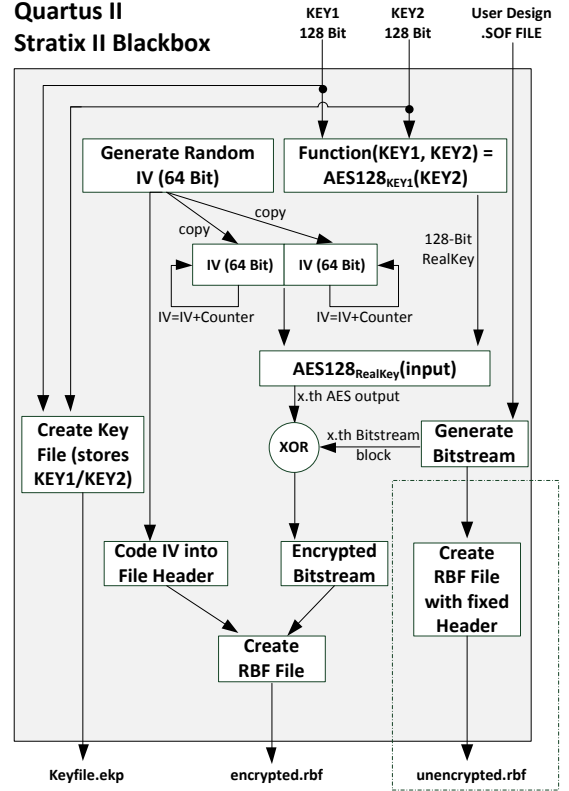 Quartus II
Stratix II Blackbox
KEY1
128 Bit
KEY2
128 Bit
User Design
.SOF FILE
Generate Random
IV (64 Bit)
Function(KEY1, KEY2) =
AES128KEY1(KEY2)
copy
copy
128-Bit
RealKey
IV (64 Bit)
IV (64 Bit)
IV=IV+Counter
IV=IV+Counter
AES128RealKey(input)
x.th AES output
Create Key
File (stores
KEY1/KEY2)
XOR
x.th Bitstream
block
Generate
Bitstream
Code IV into
File Header
Encrypted
Bitstream
Create
RBF File
with fixed
Header
Create
RBF File
Keyfile.ekp
encrypted.rbf
unencrypted.rbf